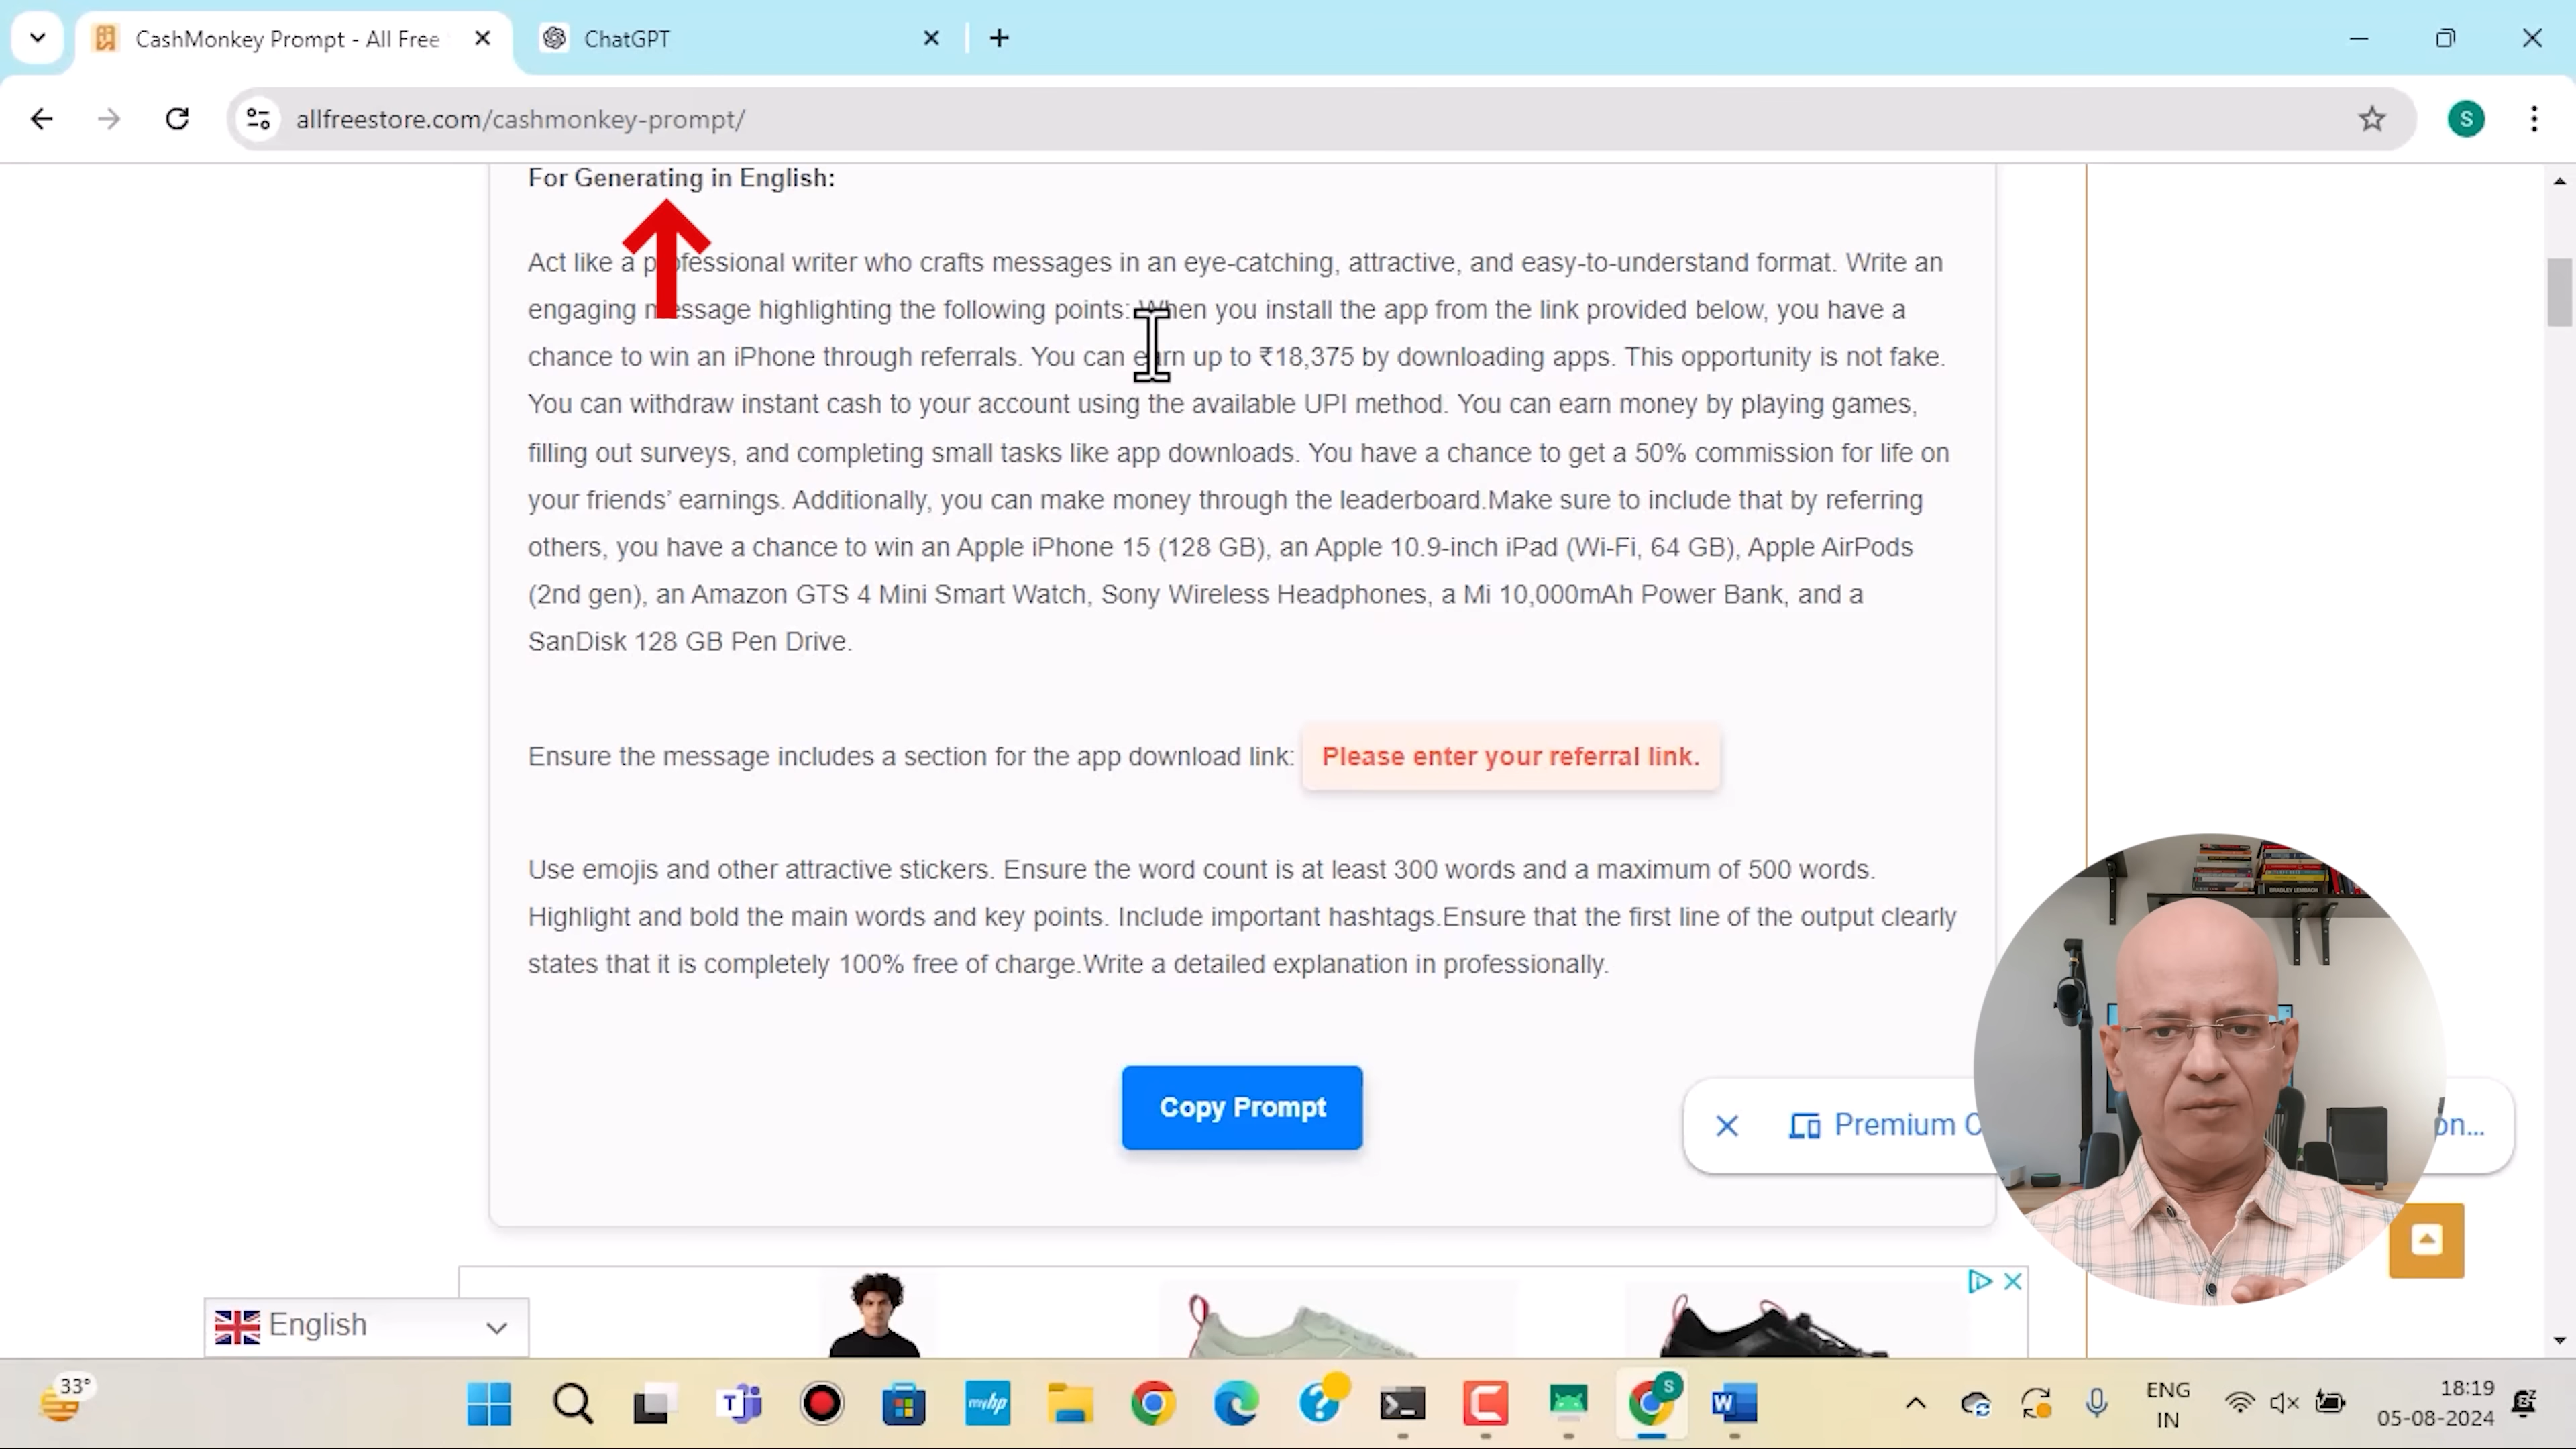 CashMonkey Prompt - All Free
ChatGPT
allfreestore.com/cashmonkey-prompt/
S
For Generating in English:
Act like a professional writer who crafts messages in an eye-catching, attractive, and easy-to-understand format. Write an
engaging message highlighting the following points: When you install the app from the link provided below, you have a
chance to win an iPhone through referrals. You can earn up to ₹18,375 by downloading apps. This opportunity is not fake.
You can withdraw instant cash to your account using the available UPI method. You can earn money by playing games,
filling out surveys, and completing small tasks like app downloads. You have a chance to get a 50% commission for life on
your friends’ earnings. Additionally, you can make money through the leaderboard.Make sure to include that by referring
others, you have a chance to win an Apple iPhone 15 (128 GB), an Apple 10.9-inch iPad (Wi-Fi, 64 GB), Apple AirPods
(2nd gen), an Amazon GTS 4 Mini Smart Watch, Sony Wireless Headphones, a Mi 10,000mAh Power Bank, and a
SanDisk 128 GB Pen Drive.
Ensure the message includes a section for the app download link: Please enter your referral link.
Use emojis and other attractive stickers. Ensure the word count is at least 300 words and a maximum of 500 words.
Highlight and bold the main words and key points. Include important hashtags.Ensure that the first line of the output clearly
states that it is completely 100% free of charge.Write a detailed explanation in professionally.
BRADLEY LEMBACH
Copy Prompt
Premium C
on...
English
33°
myhp
S
ENG
IN
18:19
05-08-2024